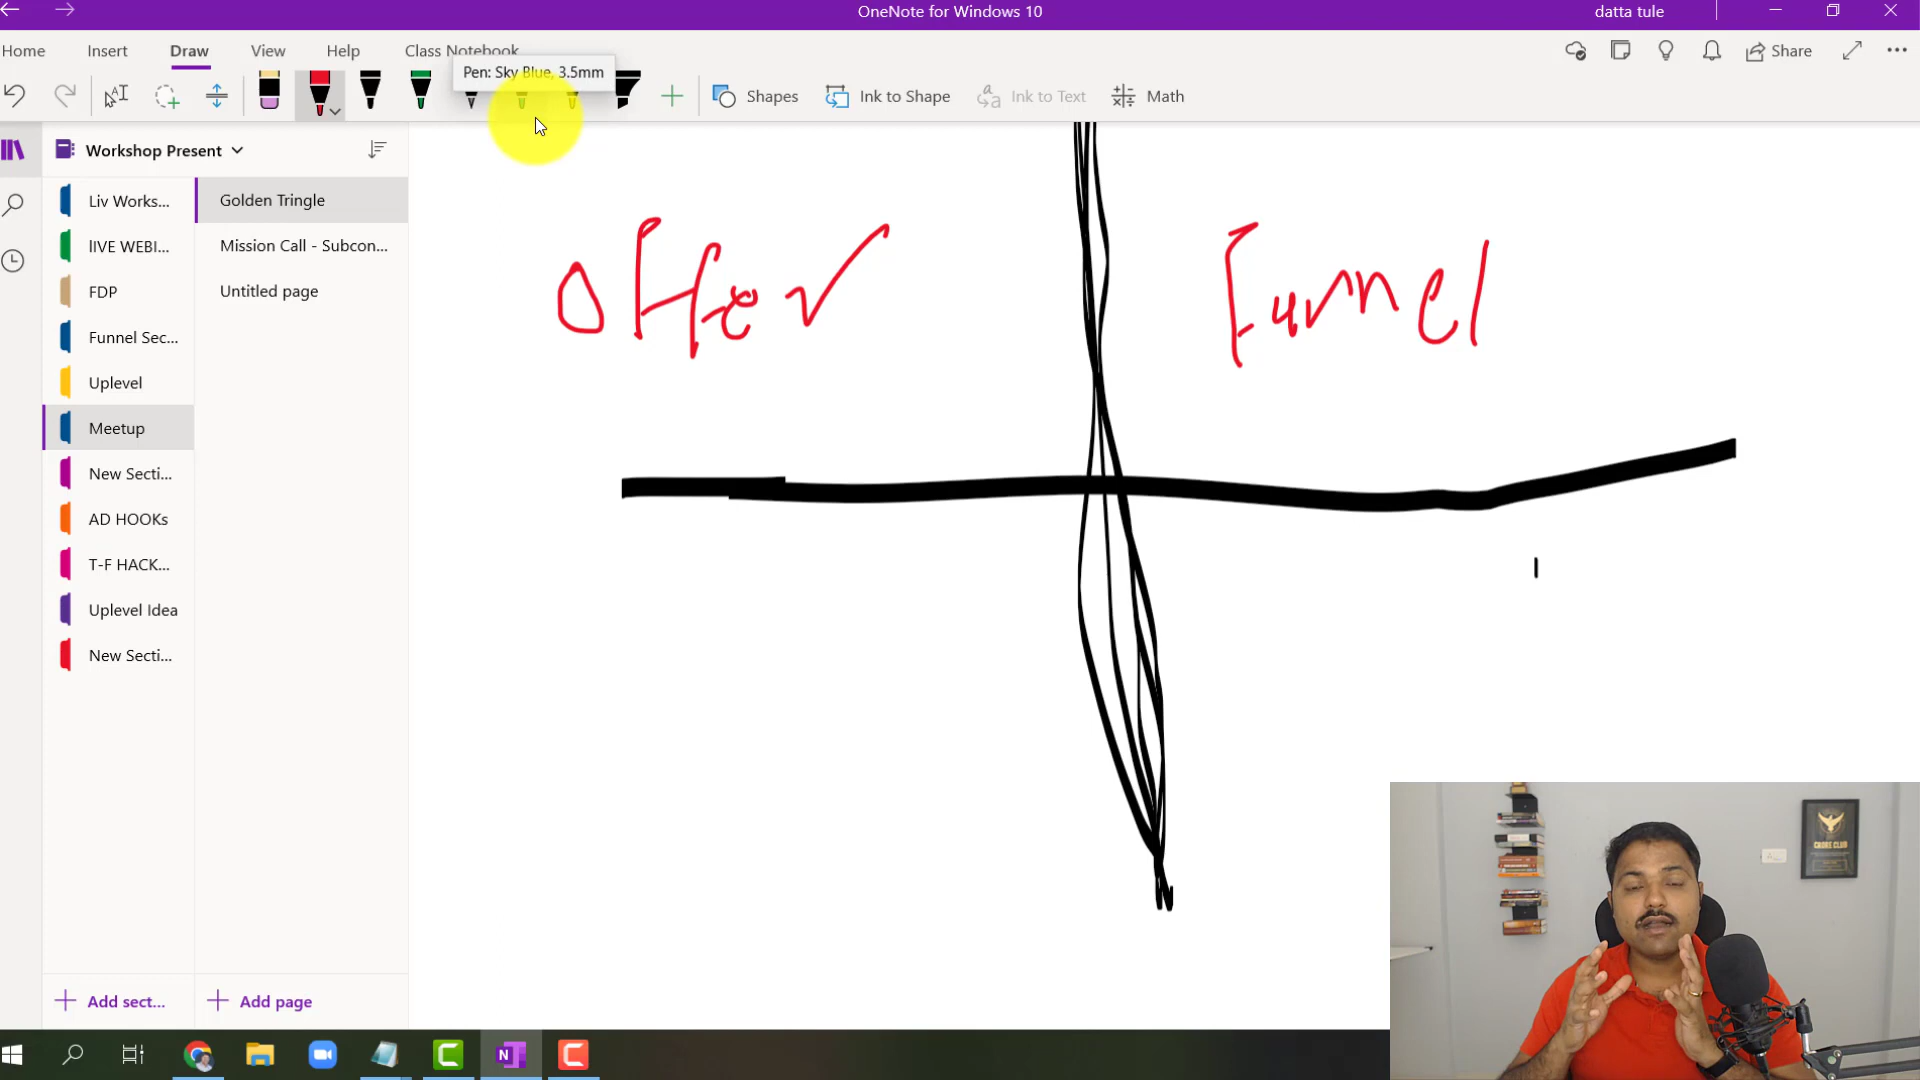 OneNote for Windows 10
datta tule
Home
Insert
Draw
View
Help
Class Notebook
Share
Pen: Sky Blue, 3.5mm
Shapes
Ink to Shape
Ink to Text
Math
Workshop Present
Liv Works...
lIVE WEBI...
FDP
Funnel Sec...
Uplevel
Meetup
New Secti...
AD HOOKs
T-F HACK...
Uplevel Idea
New Secti...
Add sect...
Golden Tringle
Mission Call - Subcon...
Untitled page
Add page
offer
Funnel
CADRE CLUB